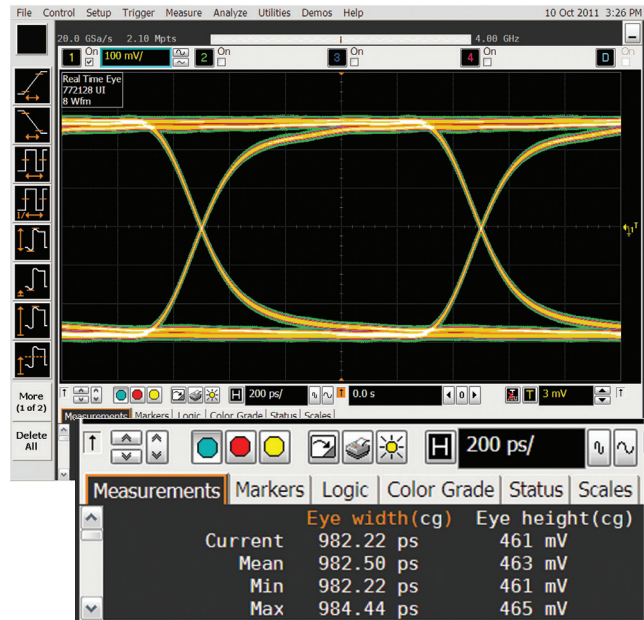 File Control Setup Trigger Measure Analyze Utilities Demos Help 10 Oct 2011 3:26 PM
20.0 GSa/s 2.10 Mpts 4.00 GHz
1 On 100 mV/ 2 On 3 On 4 On D On
Real Time Eye
772128 UI
8 Wfm
More
(1 of 2)
Delete
All
H 200 ps/ 0.0 s 0 T 3 mV
Measurements Markers Logic Color Grade Status Scales
H 200 ps/
Measurements Markers Logic Color Grade Status Scales
Eye width(cg) Eye height(cg)
Current 982.22 ps 461 mV
Mean 982.50 ps 463 mV
Min 982.22 ps 461 mV
Max 984.44 ps 465 mV